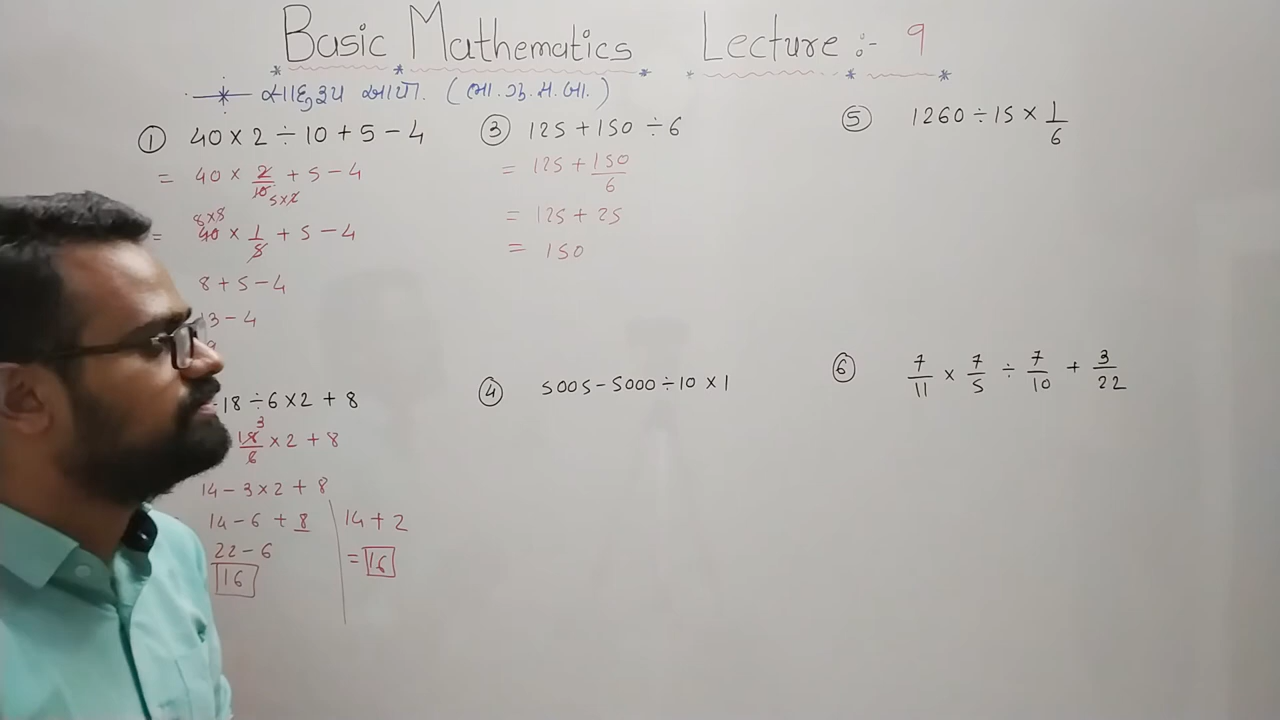 Basic Mathematics Lecture :- 9
સાદુંરૂપ આપો. (ભા.ગુ.સ.બા.)
① 40 × 2 ÷ 10 + 5 - 4
= 40 × 2/10 + 5 - 4
5×2
8×5
= 40 × 1/5 + 5 - 4
8 + 5 - 4
13 - 4
9
-18 ÷ 6 × 2 + 8
3
18/6 × 2 + 8
14 - 3 × 2 + 8
14 - 6 + 8
22 - 6
16
14 + 2
= 16
③ 125 + 150 ÷ 6
= 125 + 150/6
= 125 + 25
= 150
④ 5005 - 5000 ÷ 10 × 1
⑤ 1260 ÷ 15 × 1/6
⑥ 7/11 × 7/5 ÷ 7/10 + 3/22